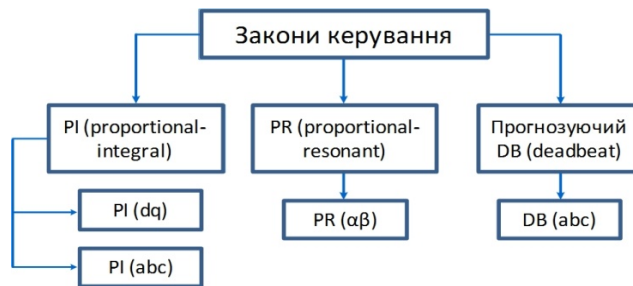 Закони керування
PI (proportional-
integral)
PR (proportional-
resonant)
Прогнозуючий
DB (deadbeat)
PI (dq)
PI (abc)
PR (αβ)
DB (abc)